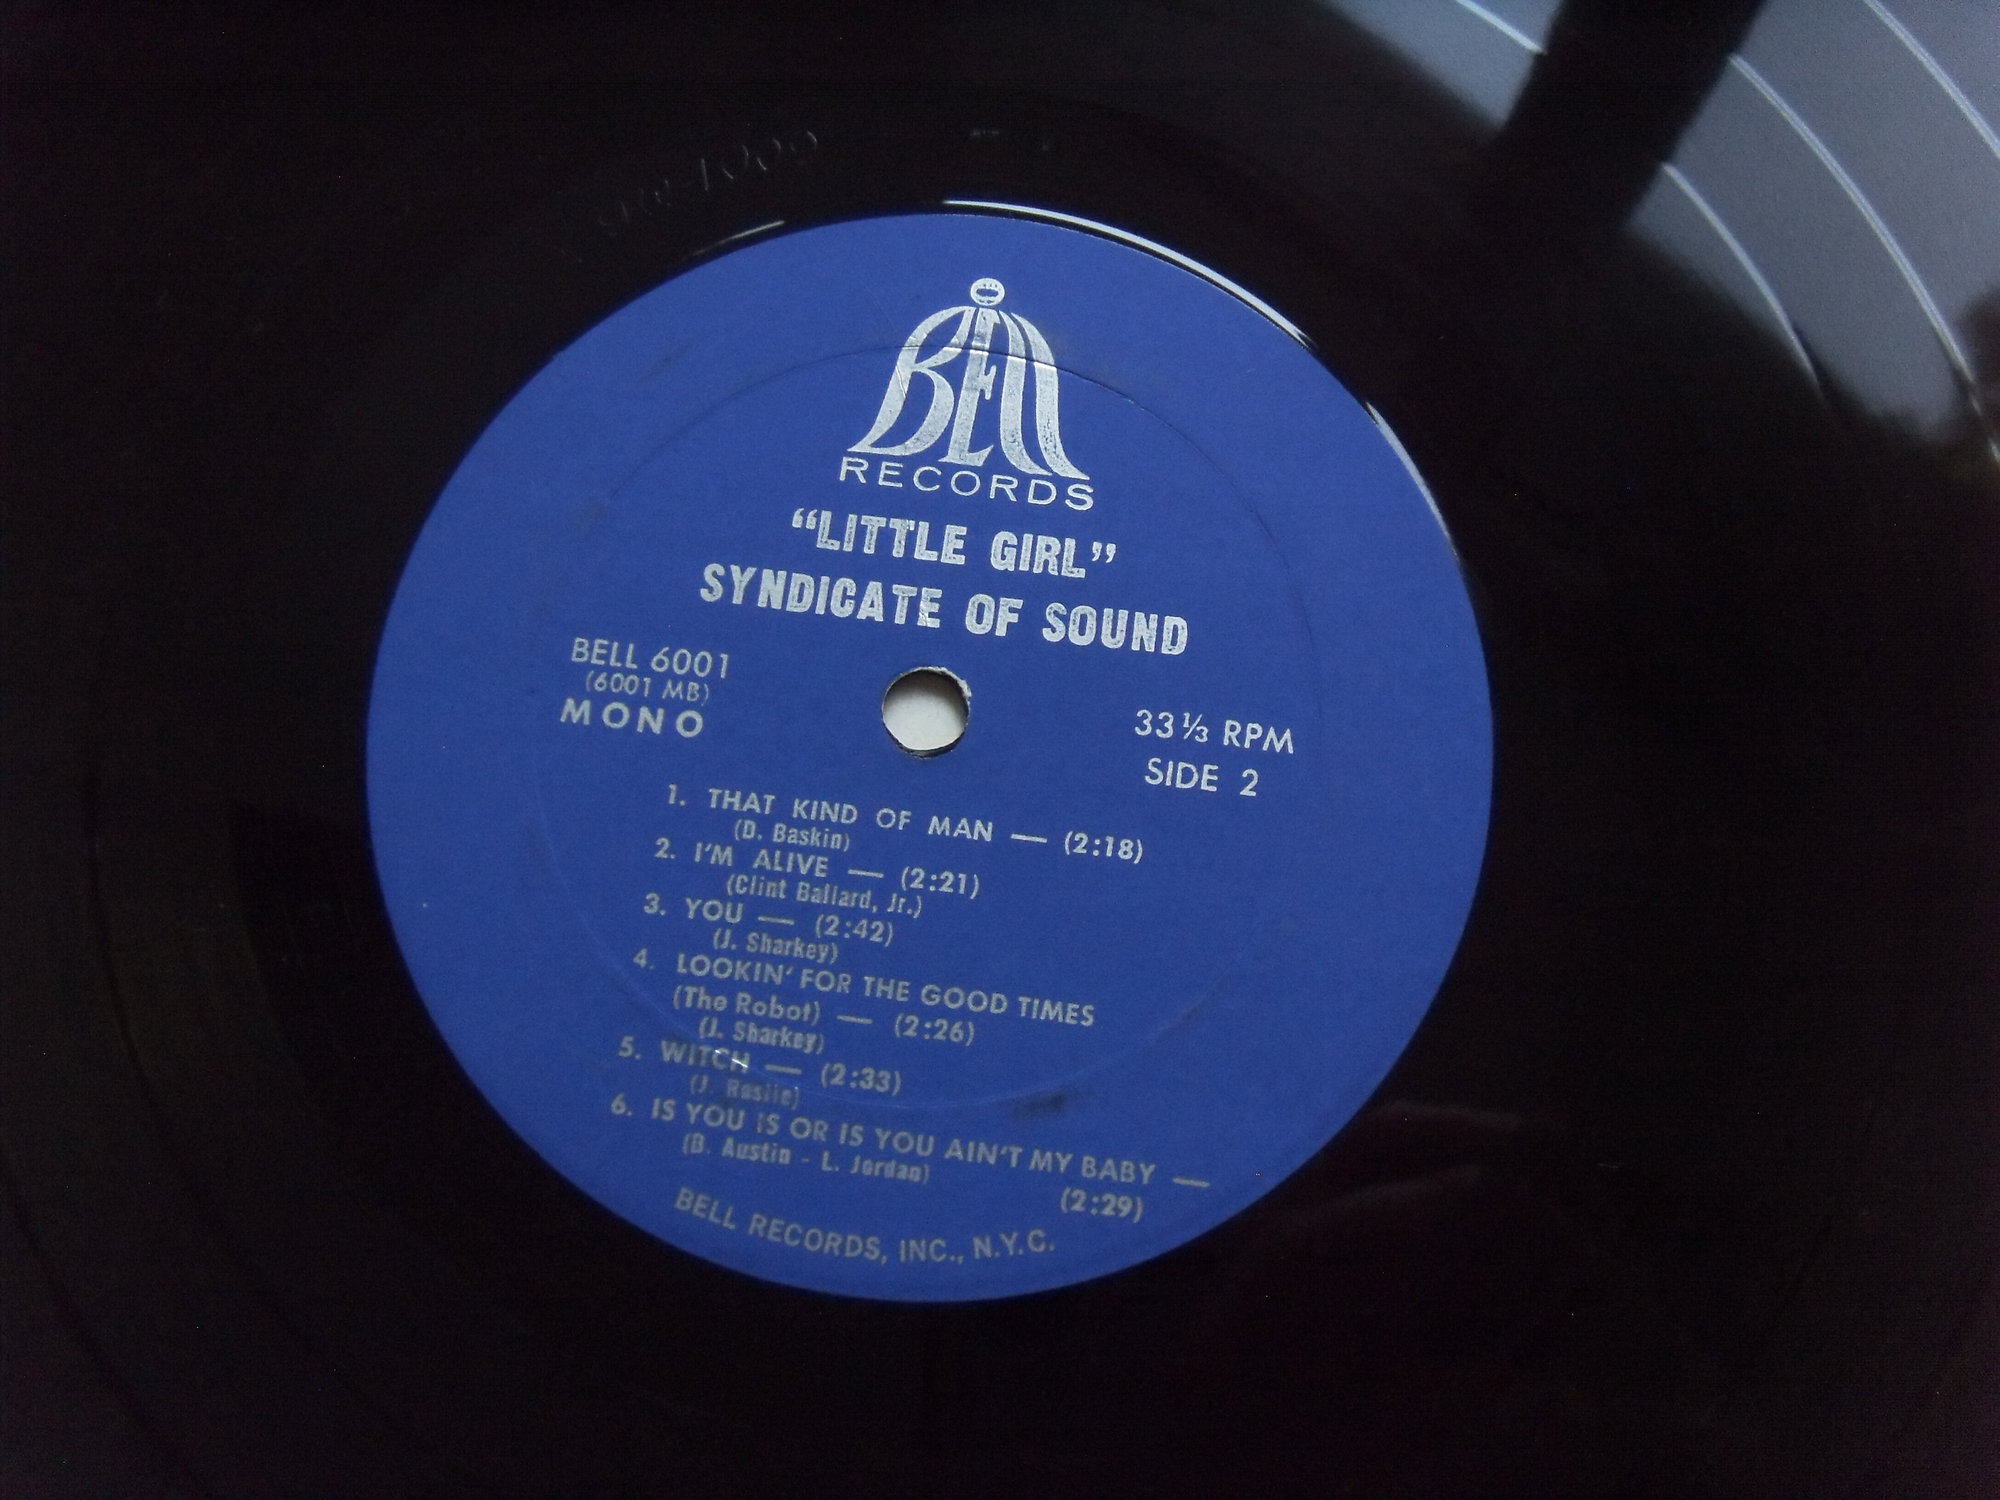 BELL
RECORDS
“LITTLE GIRL”
SYNDICATE OF SOUND
BELL 6001
(6001 MB)
MONO
33⅓ RPM
SIDE 2
1. THAT KIND OF MAN — (2:18)
(D. Baskin)
2. I'M ALIVE — (2:21)
(Clint Ballard, Jr.)
3. YOU — (2:42)
(J. Sharkey)
4. LOOKIN' FOR THE GOOD TIMES
(The Robot) — (2:26)
(J. Sharkey)
5. WITCH — (2:33)
(J.
6. IS YOU IS OR IS YOU AIN'T MY BABY —
(B. Austin - L. Jordan)
(2:29)
BELL RECORDS, INC., N.Y.C.